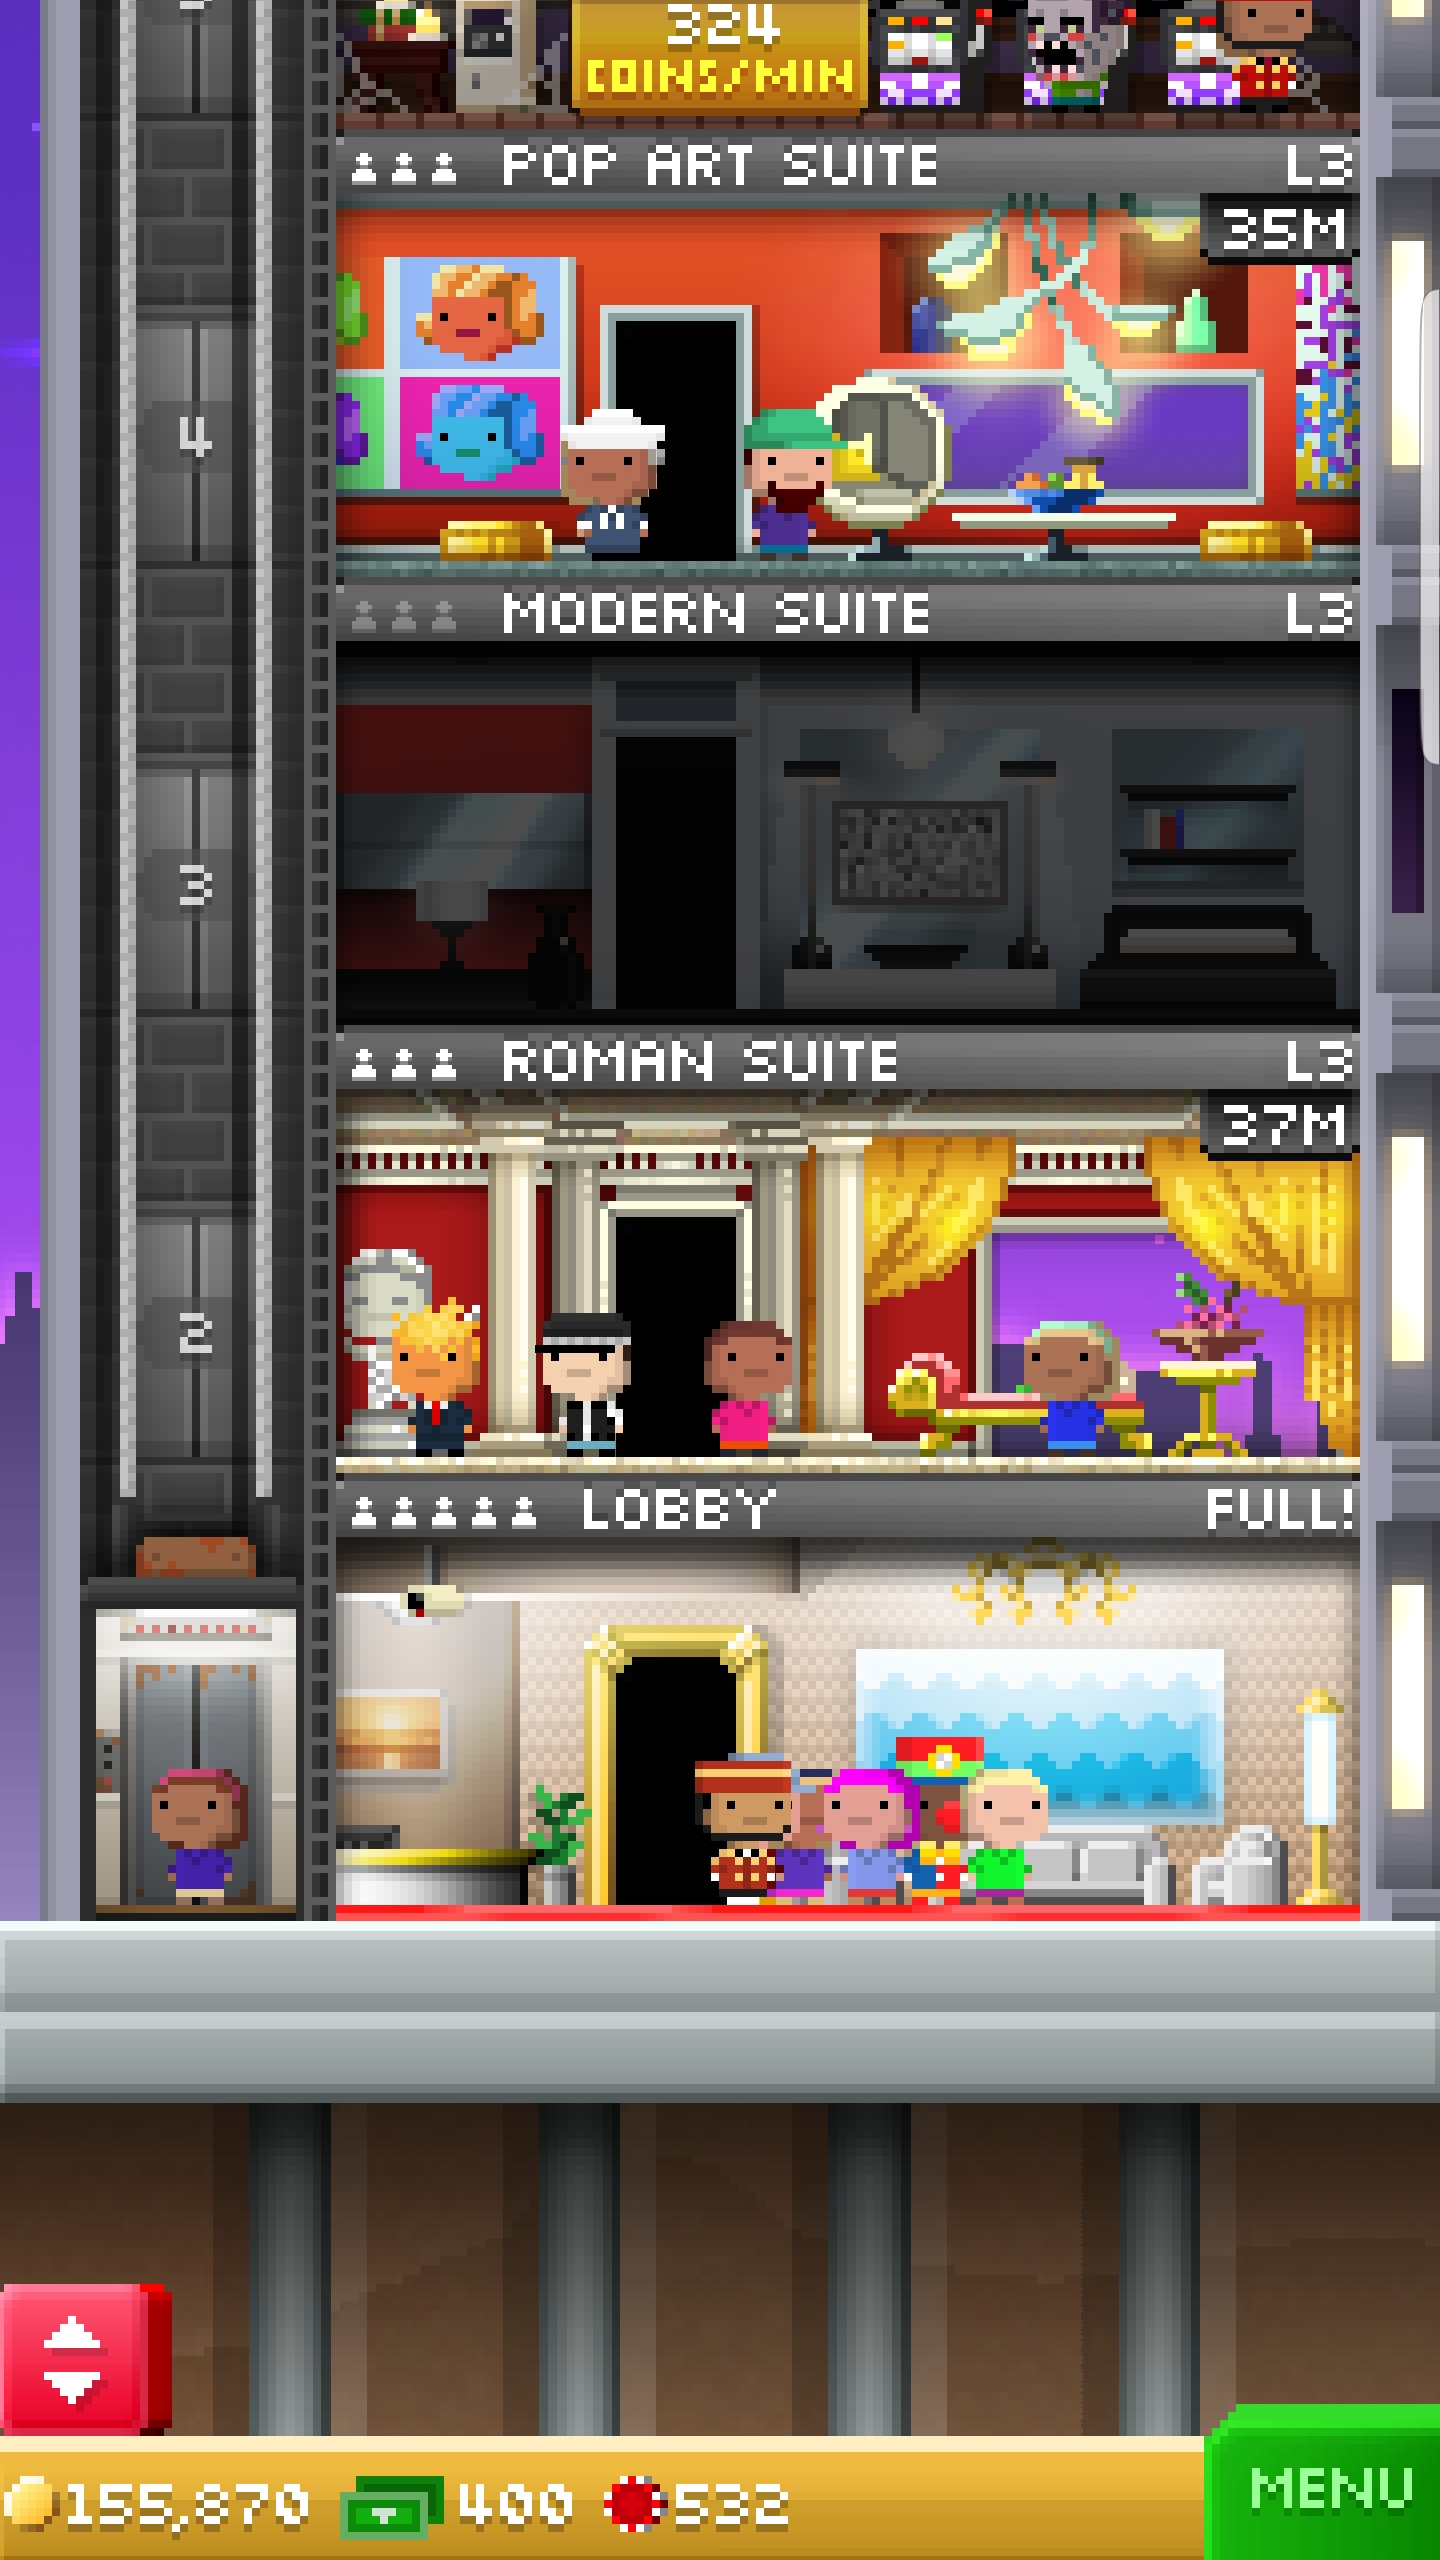 324
COINS/MIN
POP ART SUITE L3
35M
4
MODERN SUITE L3
3
ROMAN SUITE L3
37M
2
LOBBY FULL!
155,870 400 532
MENU